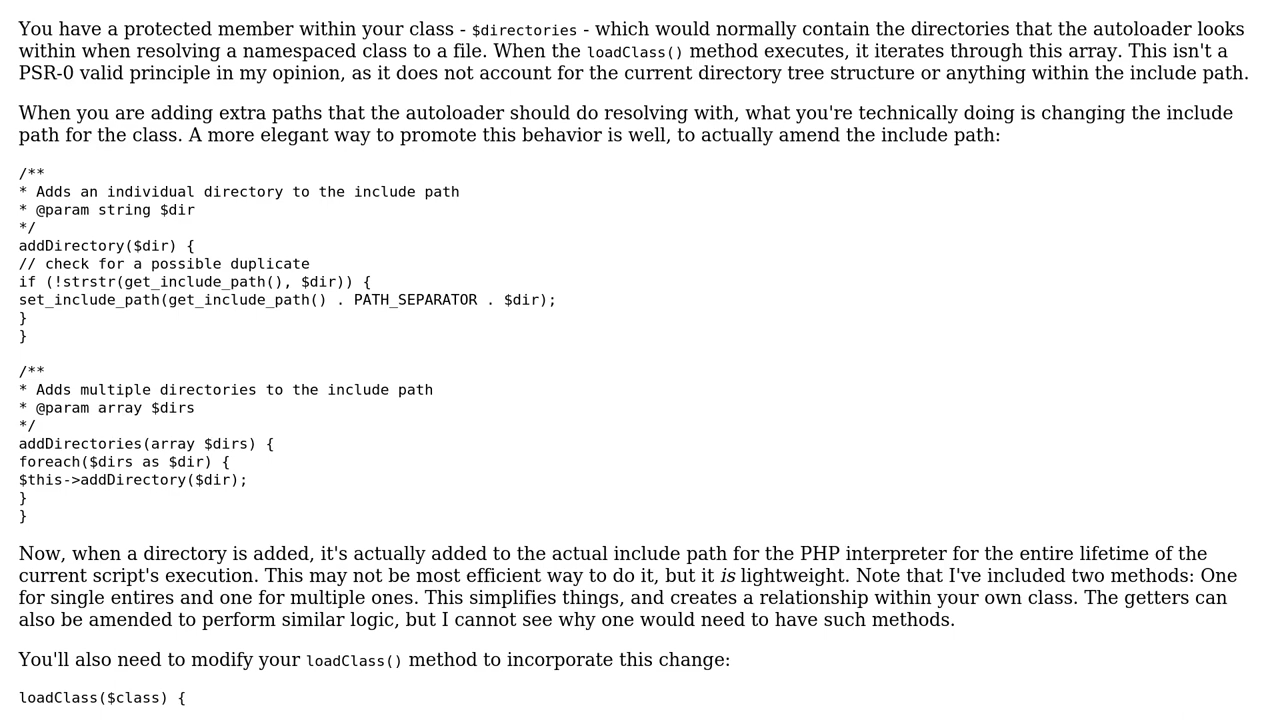 You have a protected member within your class - $directories - which would normally contain the directories that the autoloader looks
within when resolving a namespaced class to a file. When the loadClass() method executes, it iterates through this array. This isn't a
PSR-0 valid principle in my opinion, as it does not account for the current directory tree structure or anything within the include path.
When you are adding extra paths that the autoloader should do resolving with, what you're technically doing is changing the include
path for the class. A more elegant way to promote this behavior is well, to actually amend the include path:
/**
* Adds an individual directory to the include path
* @param string $dir
*/
addDirectory($dir) {
// check for a possible duplicate
if (!strstr(get_include_path(), $dir)) {
set_include_path(get_include_path() . PATH_SEPARATOR . $dir);
}
}
/**
* Adds multiple directories to the include path
* @param array $dirs
*/
addDirectories(array $dirs) {
foreach($dirs as $dir) {
$this->addDirectory($dir);
}
}
Now, when a directory is added, it's actually added to the actual include path for the PHP interpreter for the entire lifetime of the
current script's execution. This may not be most efficient way to do it, but it is lightweight. Note that I've included two methods: One
for single entires and one for multiple ones. This simplifies things, and creates a relationship within your own class. The getters can
also be amended to perform similar logic, but I cannot see why one would need to have such methods.
You'll also need to modify your loadClass() method to incorporate this change:
loadClass($class) {